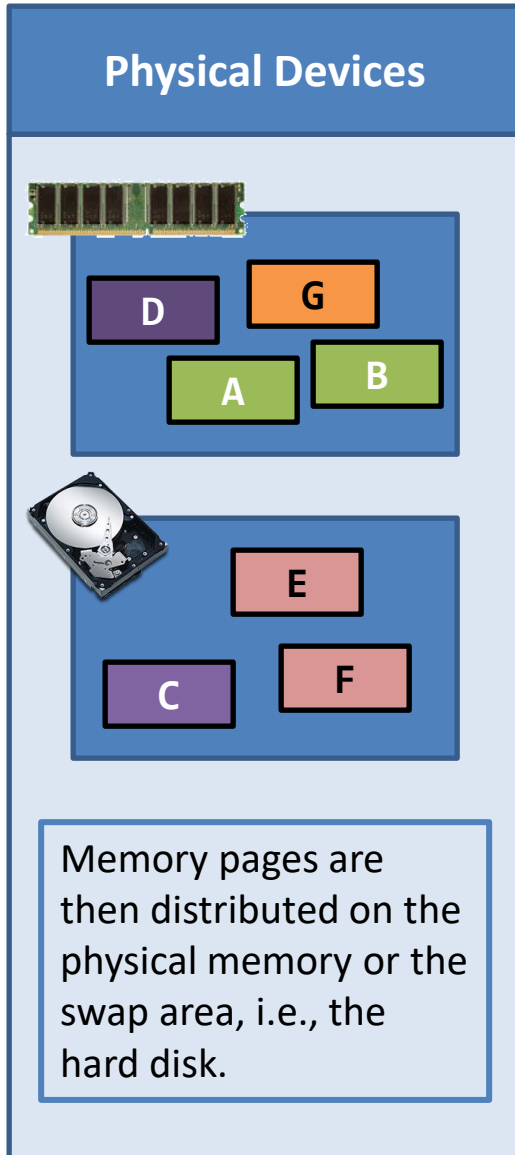 Physical Devices
D
G
A
B
E
C
F
Memory pages are
then distributed on the
physical memory or the
swap area, i.e., the
hard disk.